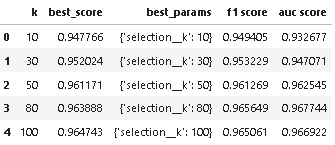 k best_score best_params f1 score auc score
0 10 0.947766 {'selection__k': 10} 0.949405 0.932677
1 30 0.952024 {'selection__k': 30} 0.953229 0.947071
2 50 0.961171 {'selection__k': 50} 0.961269 0.962545
3 80 0.963888 {'selection__k': 80} 0.965649 0.967744
4 100 0.964743 {'selection__k': 100} 0.965061 0.966922